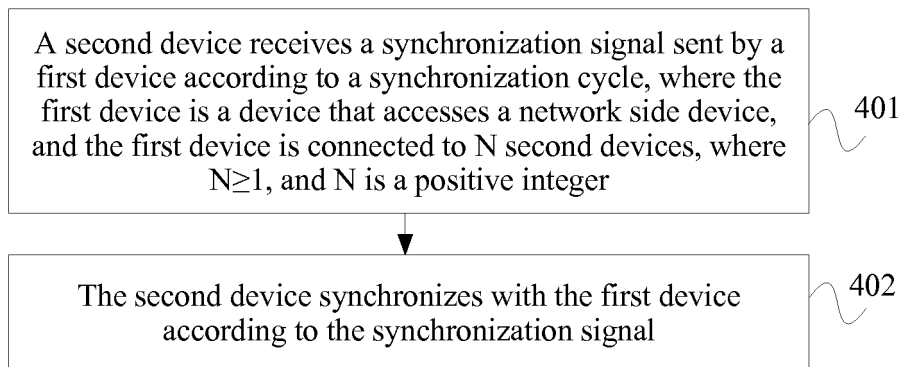 A second device receives a synchronization signal sent by a
first device according to a synchronization cycle, where the
first device is a device that accesses a network side device,
and the first device is connected to N second devices, where
N≥1, and N is a positive integer
401
The second device synchronizes with the first device
according to the synchronization signal
402